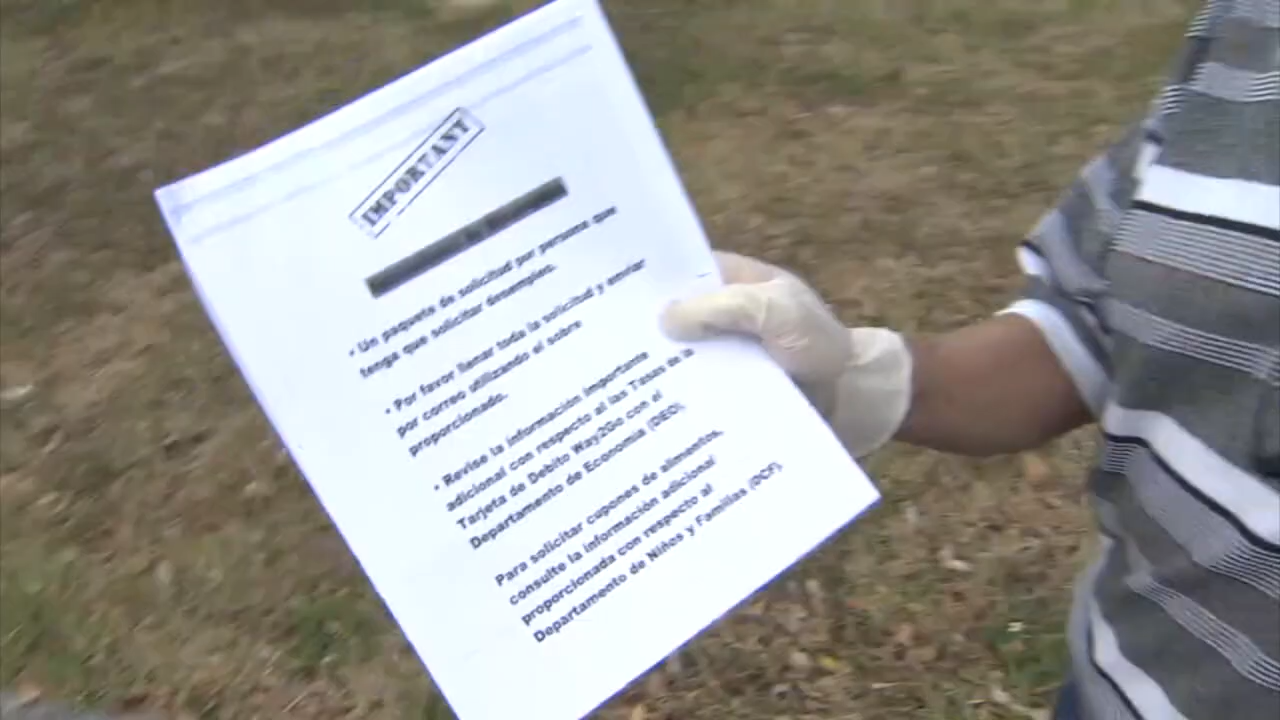 IMPORTANT
• Un paquete de solicitud por persona que
tenga que solicitar desempleo.
• Por favor llenar toda la solicitud y enviar
por correo utilizando el sobre
proporcionado.
• Revise la información importante
adicional con respecto al las Tasas de la
Tarjeta de Debito Way2Go con el
Departamento de Economia (DEO).
Para solicitar cupones de alimentos,
consulte la información adicional
proporcionada con respecto al
Departamento de Niños y Familias (DCF).